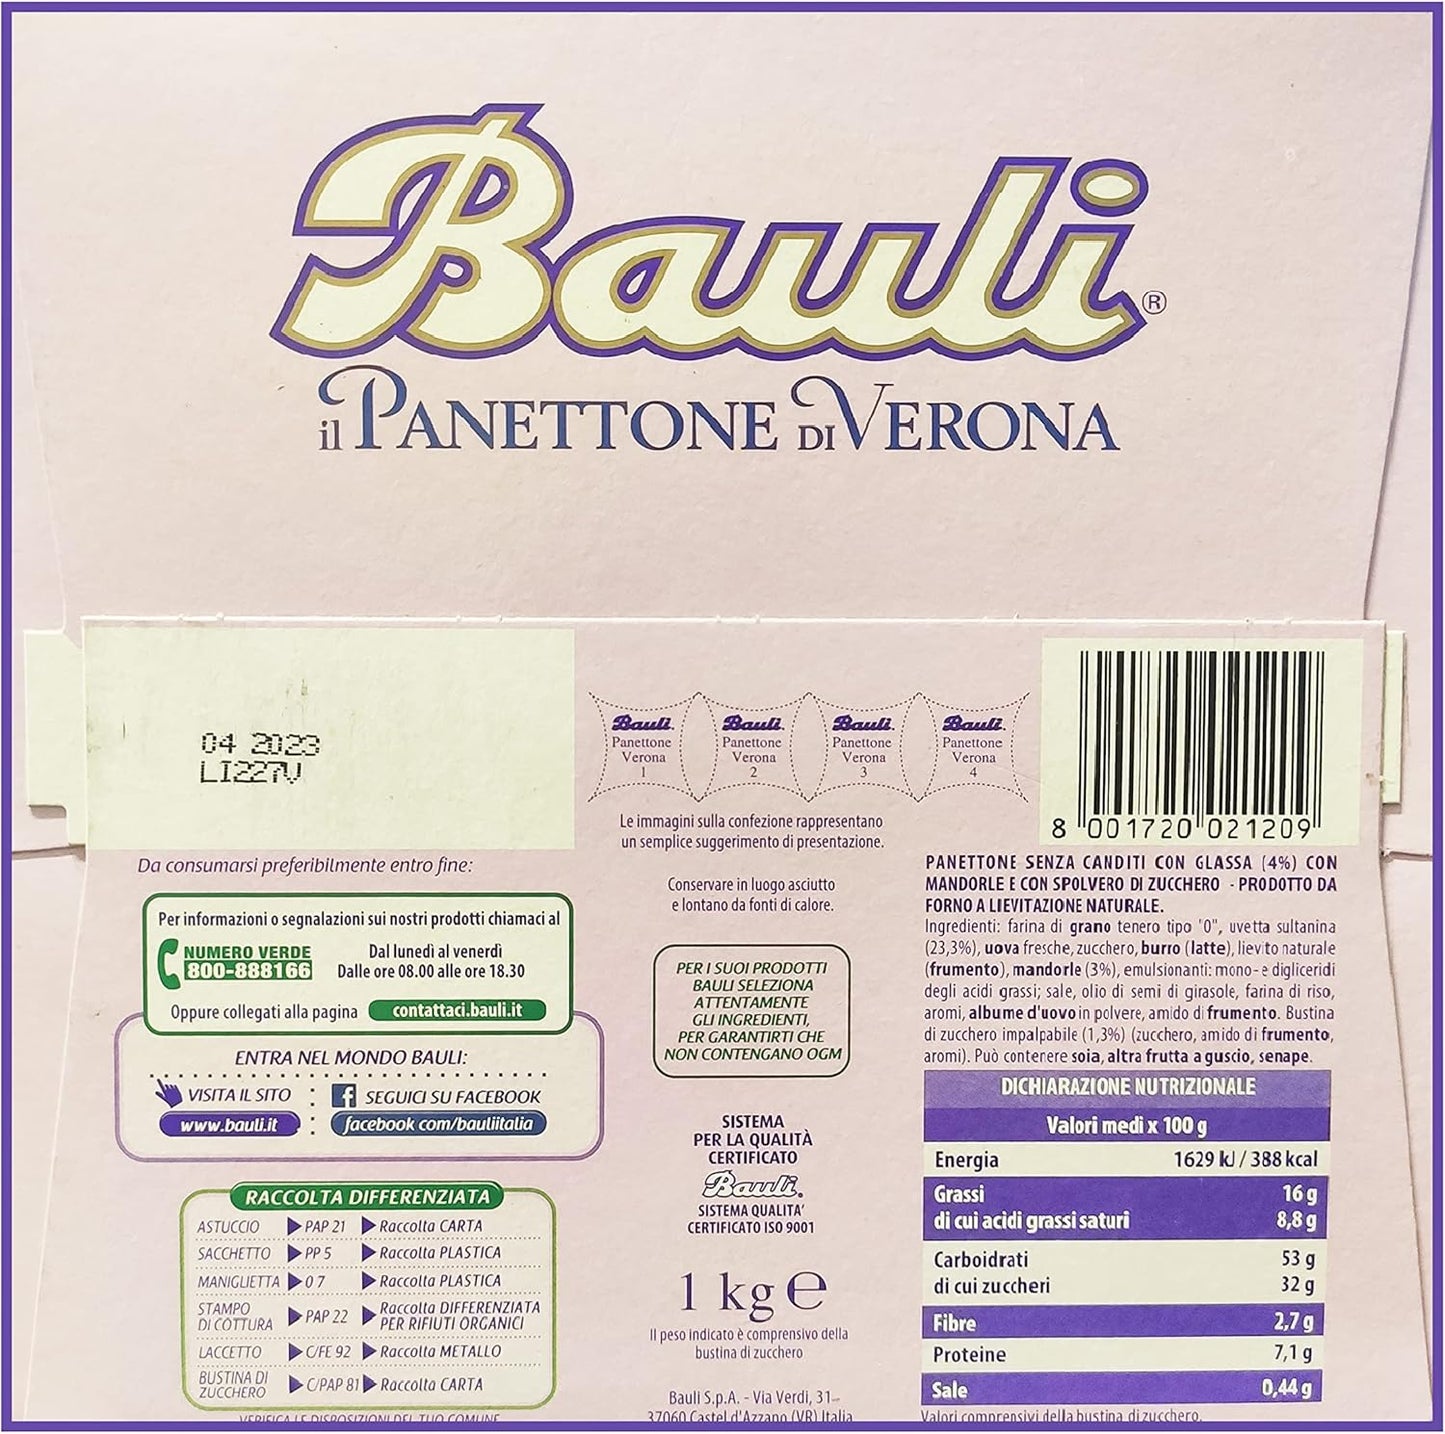 Bauli®
il PANETTONE DI VERONA
04 2023
LI227V
Da consumarsi preferibilmente entro fine:
Per informazioni o segnalazioni sui nostri prodotti chiamaci al
NUMERO VERDE
800-888166
Dal lunedì al venerdì
Dalle ore 08.00 alle ore 18.30
Oppure collegati alla pagina contattaci.bauli.it
ENTRA NEL MONDO BAULI:
VISITA IL SITO
www.bauli.it
f SEGUICI SU FACEBOOK
facebook com/bauliitalia
RACCOLTA DIFFERENZIATA
ASTUCCIO PAP 21 Raccolta CARTA
SACCHETTO PP 5 Raccolta PLASTICA
MANIGLIETTA 0 7 Raccolta PLASTICA
STAMPO
DI COTTURA PAP 22 Raccolta DIFFERENZIATA
PER RIFIUTI ORGANICI
LACCETTO C/FE 92 Raccolta METALLO
BUSTINA DI
ZUCCHERO C/PAP 81 Raccolta CARTA
VERIFICA LE DISPOSIZIONI DEL TUO COMUNE
Bauli. Bauli. Bauli. Bauli.
Panettone Panettone Panettone Panettone
Verona Verona Verona Verona
1 2 3 4
Le immagini sulla confezione rappresentano
un semplice suggerimento di presentazione.
Conservare in luogo asciutto
e lontano da fonti di calore.
PER I SUOI PRODOTTI
BAULI SELEZIONA
ATTENTAMENTE
GLI INGREDIENTI,
PER GARANTIRTI CHE
NON CONTENGANO OGM
SISTEMA
PER LA QUALITÀ
CERTIFICATO
Bauli.
SISTEMA QUALITA'
CERTIFICATO ISO 9001
1 kg e
Il peso indicato è comprensivo della
bustina di zucchero
Bauli S.p.A. - Via Verdi, 31-
37060 Castel d'Azzano (VR) Italia
8 001720 021209
PANETTONE SENZA CANDITI CON GLASSA (4%) CON
MANDORLE E CON SPOLVERO DI ZUCCHERO - PRODOTTO DA
FORNO A LIEVITAZIONE NATURALE.
Ingredienti: farina di grano tenero tipo "0", uvetta sultanina
(23,3%), uova fresche, zucchero, burro (latte), lievito naturale
(frumento), mandorle (3%), emulsionanti: mono- e digliceridi
degli acidi grassi; sale, olio di semi di girasole, farina di riso,
aromi, albume d'uovo in polvere, amido di frumento. Bustina
di zucchero impalpabile (1,3%) (zucchero, amido di frumento,
aromi). Può contenere soia, altra frutta a guscio, senape.
DICHIARAZIONE NUTRIZIONALE
Valori medi x 100 g
Energia 1629 kJ / 388 kcal
Grassi 16 g
di cui acidi grassi saturi 8,8 g
Carboidrati 53 g
di cui zuccheri 32 g
Fibre 2,7 g
Proteine 7,1 g
Sale 0,44 g
Valori comprensivi della bustina di zucchero.